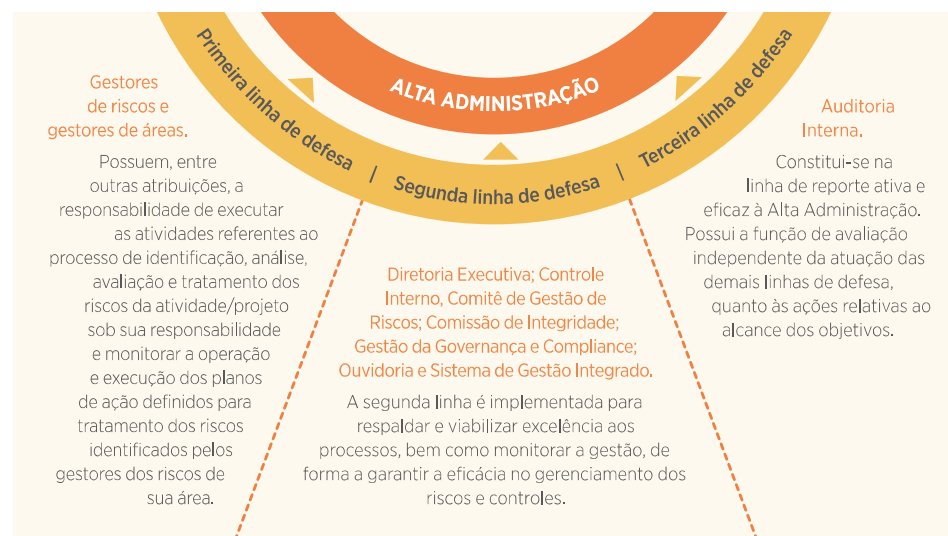 ALTA ADMINISTRAÇÃO
Primeira linha de defesa | Segunda linha de defesa | Terceira linha de defesa
Gestores
de riscos e
gestores de áreas.
Possuem, entre
outras atribuições, a
responsabilidade de executar
as atividades referentes ao
processo de identificação, análise,
avaliação e tratamento dos
riscos da atividade/projeto
sob sua responsabilidade
e monitorar a operação
e execução dos planos
de ação definidos para
tratamento dos riscos
identificados pelos
gestores dos riscos de
sua área.
Diretoria Executiva; Controle
Interno, Comitê de Gestão de
Riscos; Comissão de Integridade;
Gestão da Governança e Compliance;
Ouvidoria e Sistema de Gestão Integrado.
A segunda linha é implementada para
respaldar e viabilizar excelência aos
processos, bem como monitorar a gestão, de
forma a garantir a eficácia no gerenciamento dos
riscos e controles.
Auditoria
Interna.
Constitui-se na
linha de reporte ativa e
eficaz à Alta Administração.
Possui a função de avaliação
independente da atuação das
demais linhas de defesa,
quanto às ações relativas ao
alcance dos objetivos.